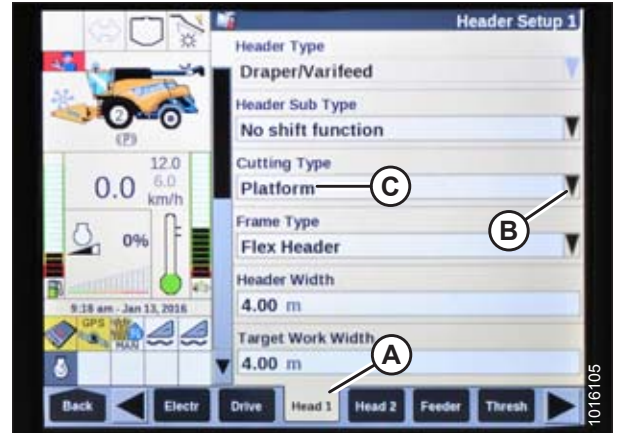 Header Setup 1
Header Type
Draper/Varifeed
Header Sub Type
No shift function
Cutting Type
Platform
C
B
Frame Type
Flex Header
Header Width
4.00 m
Target Work Width
4.00 m
A
2
(P)
12.0
0.0 6.0
km/h
0%
9:18 am - Jan 13, 2016
GPS
MAN
Back
Electr
Drive
Head 1
Head 2
Feeder
Thresh
1016105